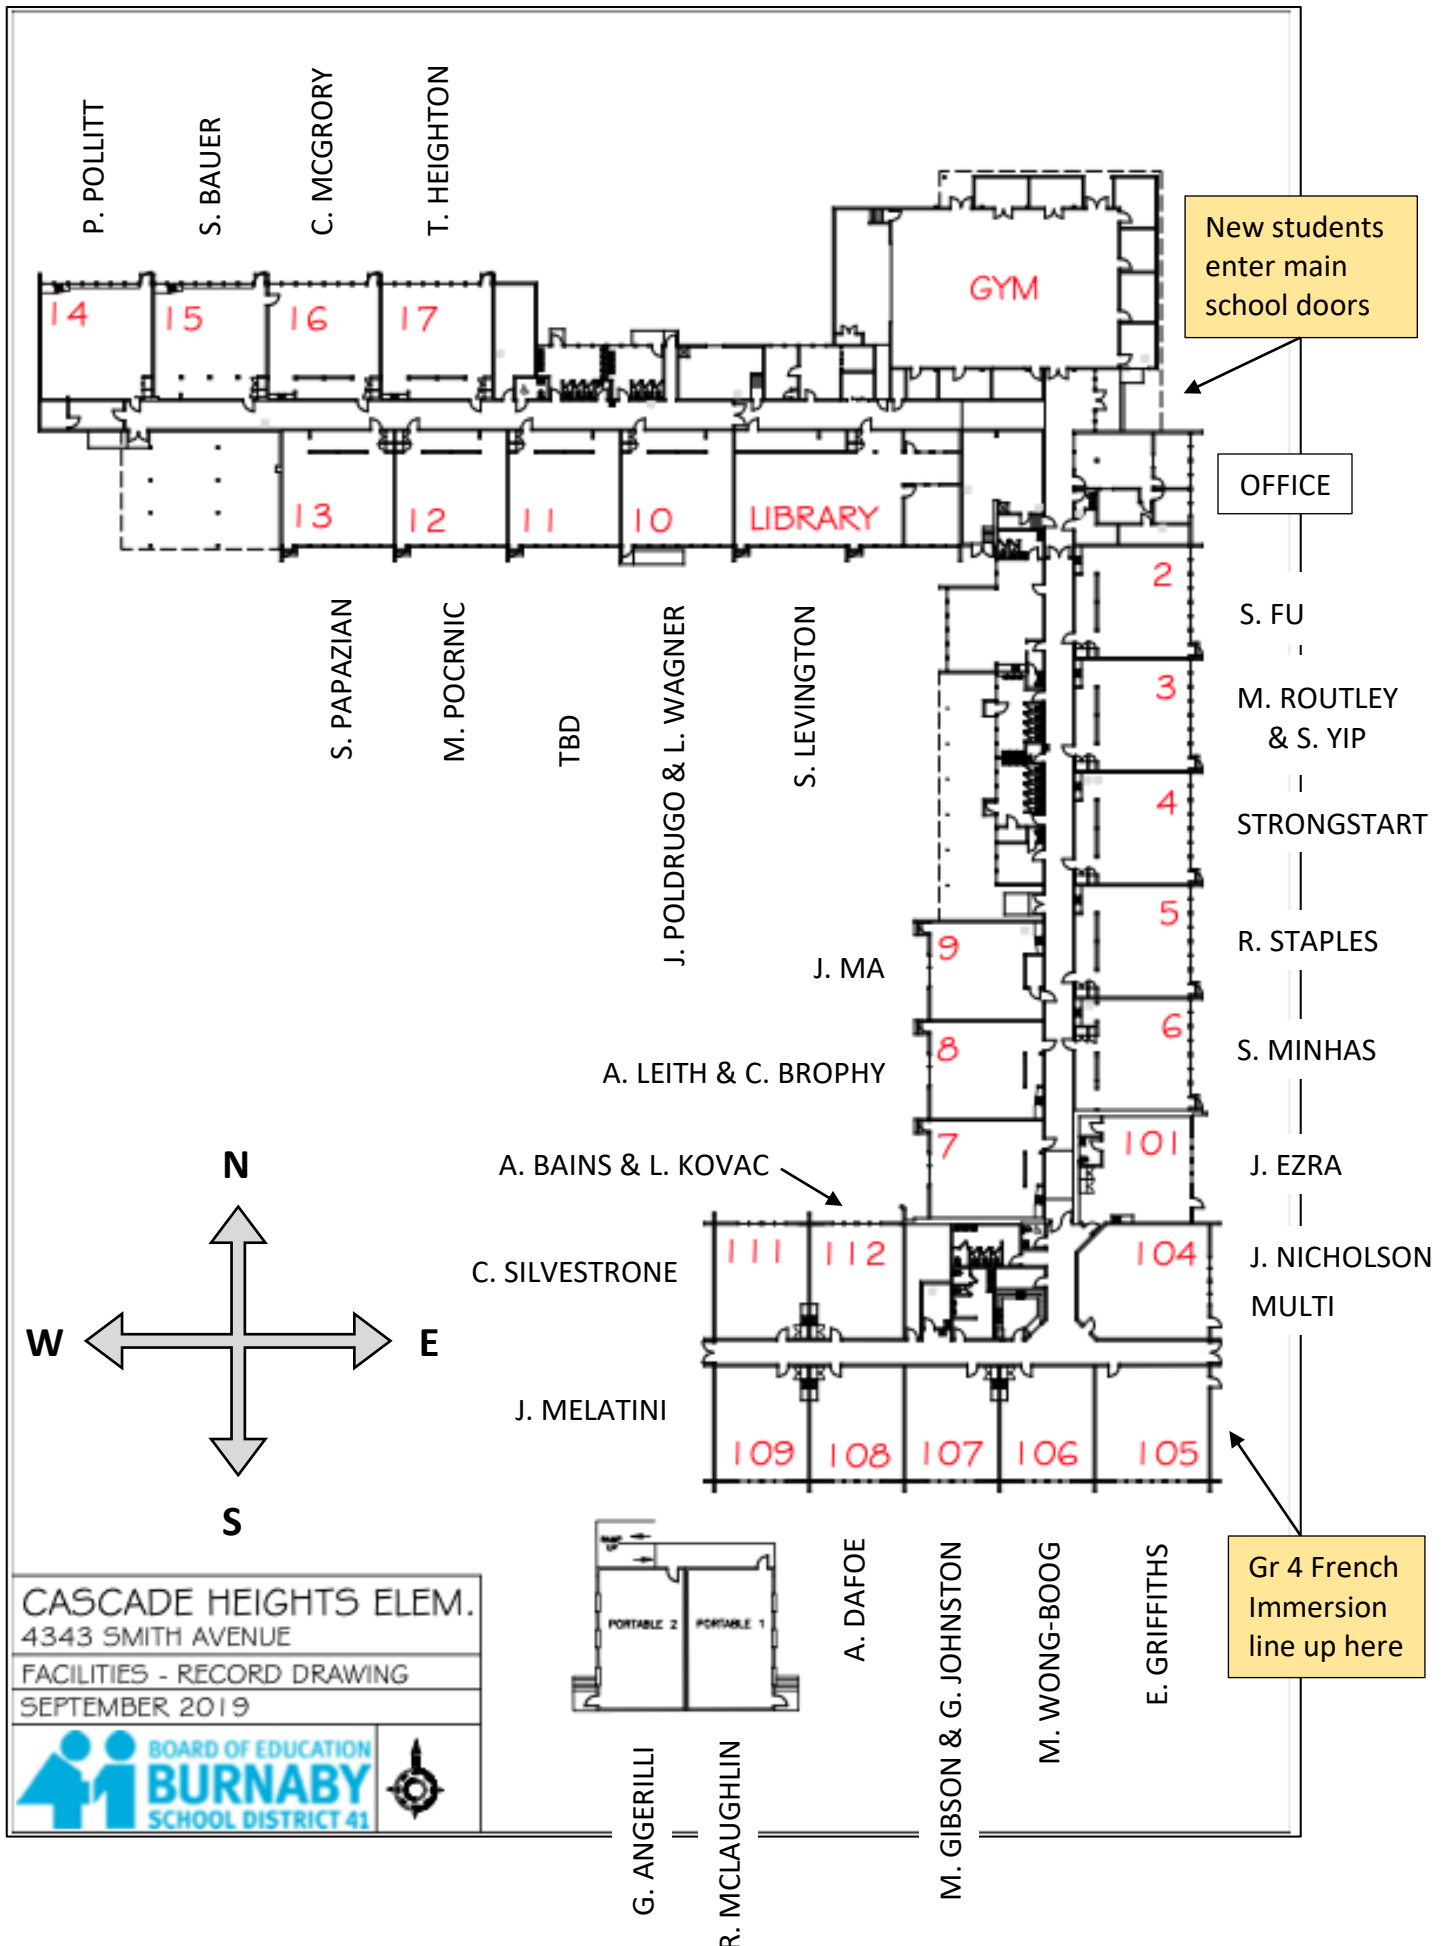 P. POLLITT
S. BAUER
C. MCGRORY
T. HEIGHTON
New students
enter main
school doors
GYM
14
15
16
17
OFFICE
13
12
11
10
LIBRARY
2
S. FU
S. PAPAZIAN
M. POCRNIC
TBD
J. POLDRUGO & L. WAGNER
S. LEVINGTON
3
M. ROUTLEY
& S. YIP
4
STRONGSTART
5
R. STAPLES
9
J. MA
6
S. MINHAS
8
A. LEITH & C. BROPHY
7
101
J. EZRA
A. BAINS & L. KOVAC
N
W
E
S
111
112
104
C. SILVESTRONE
J. NICHOLSON
MULTI
J. MELATINI
109
108
107
106
105
A. DAFOE
M. GIBSON & G. JOHNSTON
M. WONG-BOOG
E. GRIFFITHS
Gr 4 French
Immersion
line up here
PORTABLE 2
PORTABLE 1
G. ANGERILLI
R. MCLAUGHLIN
CASCADE HEIGHTS ELEM.
4343 SMITH AVENUE
FACILITIES - RECORD DRAWING
SEPTEMBER 2019
BOARD OF EDUCATION
BURNABY
SCHOOL DISTRICT 41